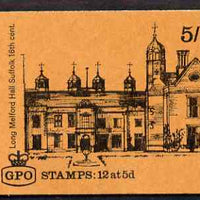 Long Melford Hall Suffolk 16th cent.
5/
GPO STAMPS: 12 at 5d